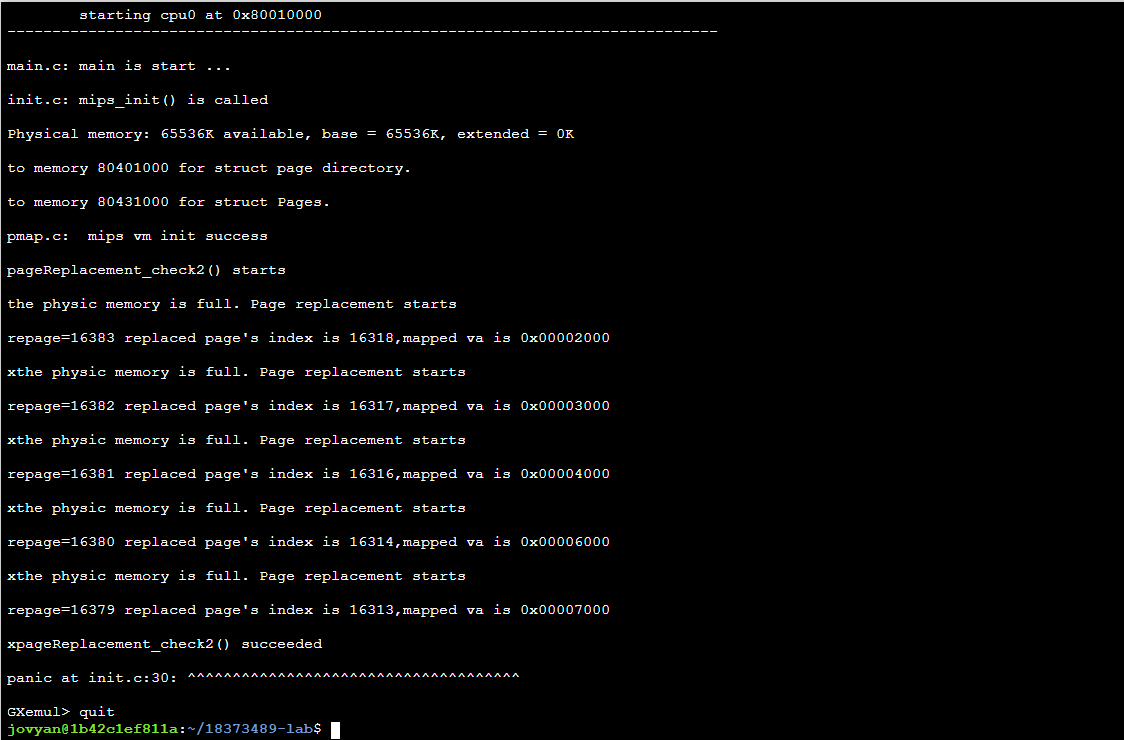 starting cpu0 at 0x80010000
-------------------------------------------------------------------------------
main.c: main is start ...
init.c: mips_init() is called
Physical memory: 65536K available, base = 65536K, extended = 0K
to memory 80401000 for struct page directory.
to memory 80431000 for struct Pages.
pmap.c:  mips vm init success
pageReplacement_check2() starts
the physic memory is full. Page replacement starts
repage=16383 replaced page's index is 16318,mapped va is 0x00002000
xthe physic memory is full. Page replacement starts
repage=16382 replaced page's index is 16317,mapped va is 0x00003000
xthe physic memory is full. Page replacement starts
repage=16381 replaced page's index is 16316,mapped va is 0x00004000
xthe physic memory is full. Page replacement starts
repage=16380 replaced page's index is 16314,mapped va is 0x00006000
xthe physic memory is full. Page replacement starts
repage=16379 replaced page's index is 16313,mapped va is 0x00007000
xpageReplacement_check2() succeeded
panic at init.c:30: ^^^^^^^^^^^^^^^^^^^^^^^^^^^^^^^^^^^^^
GXemul> quit
jovyan@1b42c1ef811a:~/18373489-lab$